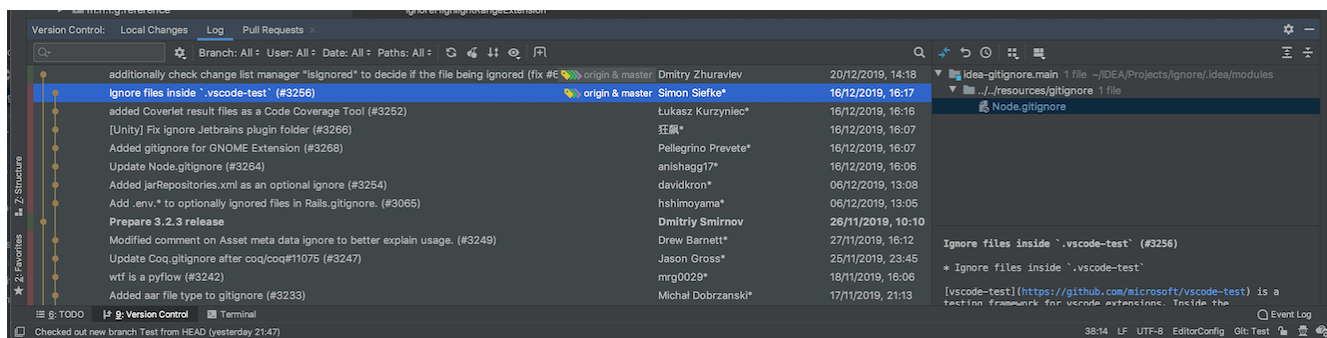 m.h.i.g.reference IgnoreHighlightRangeExtension
Version Control: Local Changes Log Pull Requests ×
Branch: All User: All Date: All Paths: All
additionally check change list manager "isIgnored" to decide if the file being ignored (fix #6 origin & master Dmitry Zhuravlev 20/12/2019, 14:18
Ignore files inside `.vscode-test` (#3256) origin & master Simon Siefke* 16/12/2019, 16:17
added Coverlet result files as a Code Coverage Tool (#3252) Łukasz Kurzyniec* 16/12/2019, 16:16
[Unity] Fix ignore Jetbrains plugin folder (#3266) 狂飙* 16/12/2019, 16:07
Added gitignore for GNOME Extension (#3268) Pellegrino Prevete* 16/12/2019, 16:07
Update Node.gitignore (#3264) anishagg17* 16/12/2019, 16:06
Added jarRepositories.xml as an optional ignore (#3254) davidkron* 06/12/2019, 13:08
Add .env.* to optionally ignored files in Rails.gitignore. (#3065) hshimoyama* 06/12/2019, 13:05
Prepare 3.2.3 release Dmitriy Smirnov 26/11/2019, 10:10
Modified comment on Asset meta data ignore to better explain usage. (#3249) Drew Barnett* 27/11/2019, 16:12
Update Coq.gitignore after coq/coq#11075 (#3247) Jason Gross* 25/11/2019, 23:45
wtf is a pyflow (#3242) mrg0029* 18/11/2019, 16:06
Added aar file type to gitignore (#3233) Michał Dobrzanski* 17/11/2019, 21:13
idea-gitignore.main 1 file ~/IDEA/Projects/ignore/.idea/modules
../../resources/gitignore 1 file
Node.gitignore
Ignore files inside `.vscode-test` (#3256)
* Ignore files inside `.vscode-test`
[vscode-test](https://github.com/microsoft/vscode-test) is a
testing framework for vscode extensions. Inside the
7: Structure
2: Favorites
6: TODO 9: Version Control Terminal Event Log
Checked out new branch Test from HEAD (yesterday 21:47) 38:14 LF UTF-8 EditorConfig Git: Test